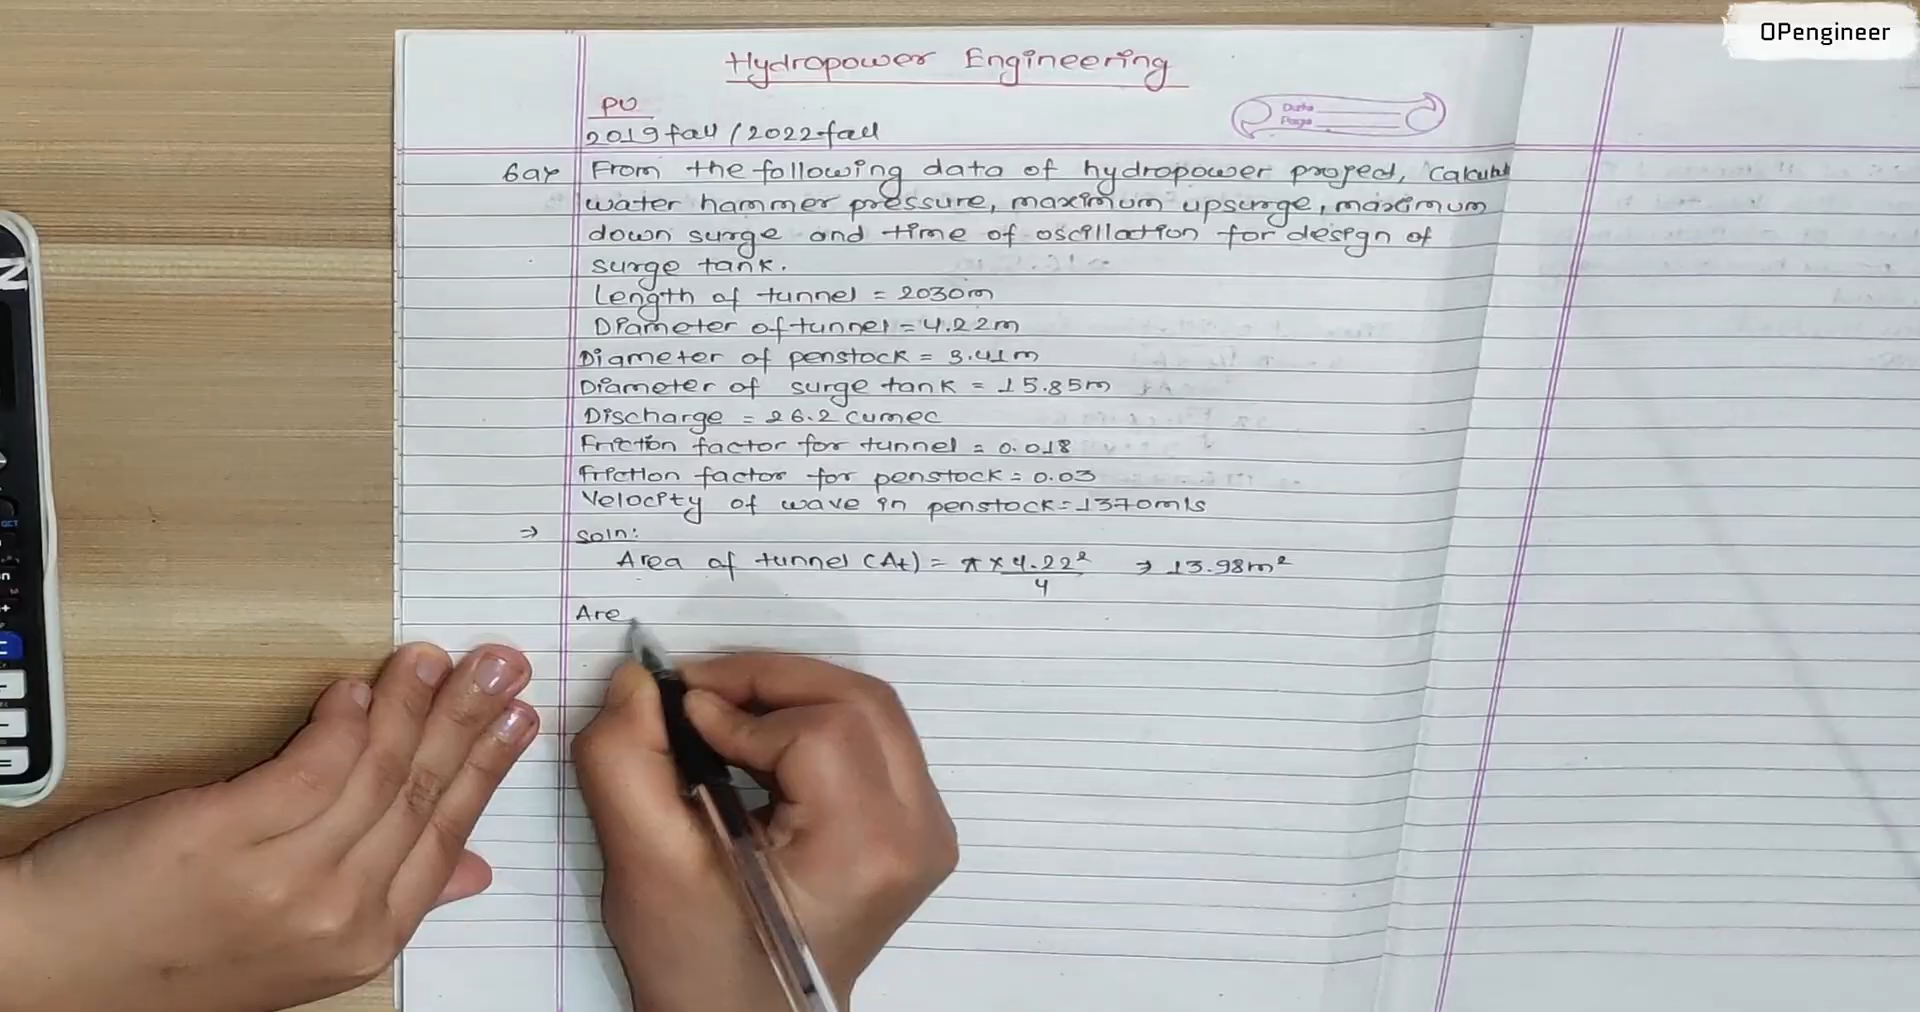 OPengineer
Hydropower Engineering
PU
Date
Page
2019 fall / 2022 fall
6a) From the following data of hydropower project, calculate
water hammer pressure, maximum upsurge, maximum
down surge and time of oscillation for design of
surge tank.
Length of tunnel = 2030m
Diameter of tunnel = 4.22m
Diameter of penstock = 3.41m
Diameter of surge tank = 15.85m
Discharge = 26.2 cumec
Friction factor for tunnel = 0.018
Friction factor for penstock = 0.03
Velocity of wave in penstock = 1370m/s
⇒ Soln:
Area of tunnel (At) = π × 4.22² / 4 ⇒ 13.98m²
Are